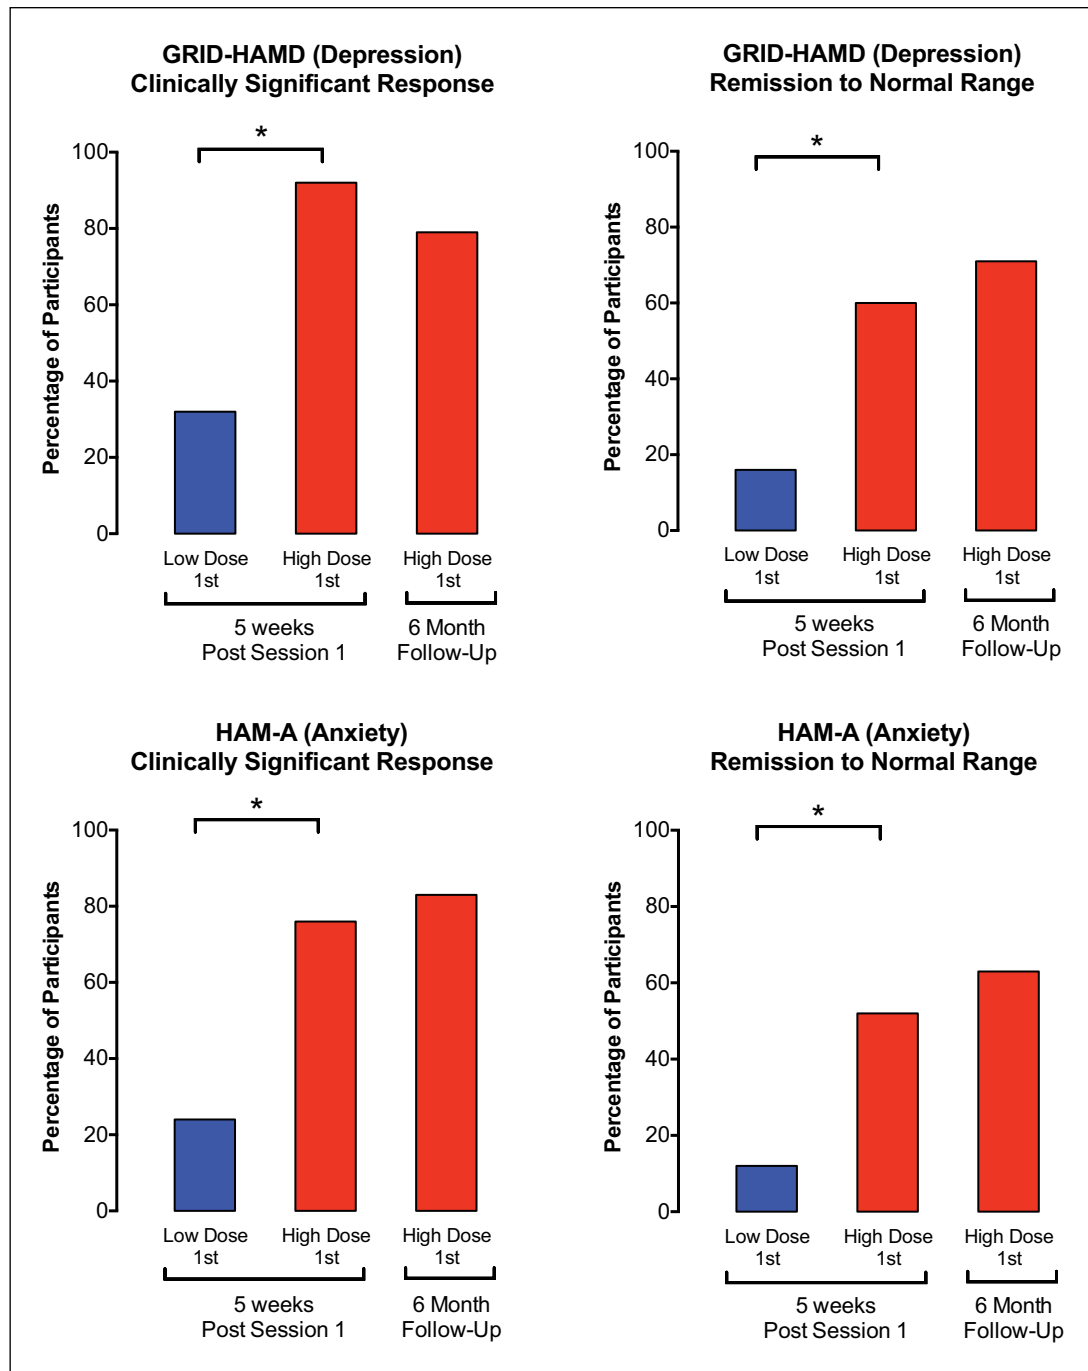 GRID-HAMD (Depression)
Clinically Significant Response
*
Percentage of Participants
100
80
60
40
20
0
Low Dose
1st
High Dose
1st
High Dose
1st
5 weeks
Post Session 1
6 Month
Follow-Up
GRID-HAMD (Depression)
Remission to Normal Range
*
Percentage of Participants
100
80
60
40
20
0
Low Dose
1st
High Dose
1st
High Dose
1st
5 weeks
Post Session 1
6 Month
Follow-Up
HAM-A (Anxiety)
Clinically Significant Response
*
Percentage of Participants
100
80
60
40
20
0
Low Dose
1st
High Dose
1st
High Dose
1st
5 weeks
Post Session 1
6 Month
Follow-Up
HAM-A (Anxiety)
Remission to Normal Range
*
Percentage of Participants
100
80
60
40
20
0
Low Dose
1st
High Dose
1st
High Dose
1st
5 weeks
Post Session 1
6 Month
Follow-Up